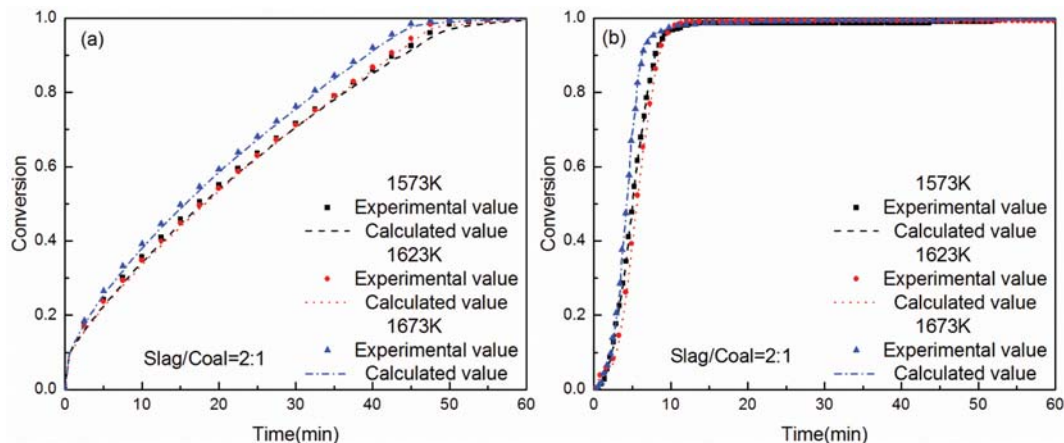 (a)
Conversion
1.0
0.8
0.6
0.4
0.2
0.0
1573K
Experimental value
Calculated value
1623K
Experimental value
Calculated value
1673K
Experimental value
Calculated value
Slag/Coal=2:1
0 10 20 30 40 50 60
Time(min)
(b)
Conversion
1.0
0.8
0.6
0.4
0.2
0.0
1573K
Experimental value
Calculated value
1623K
Experimental value
Calculated value
1673K
Experimental value
Calculated value
Slag/Coal=2:1
0 10 20 30 40 50 60
Time(min)